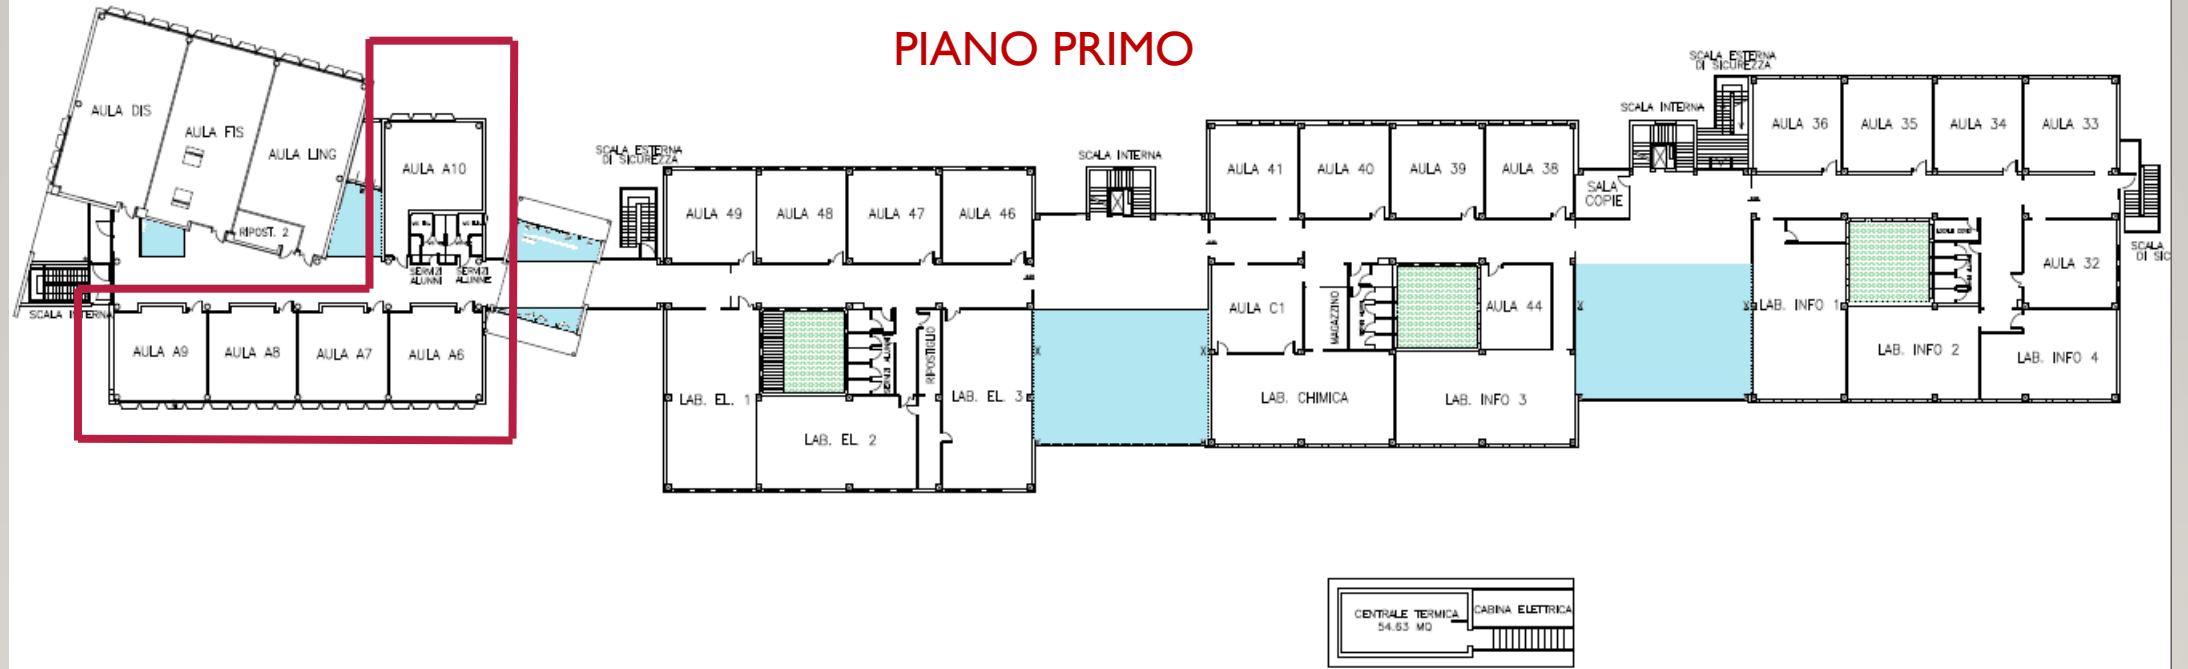 PIANO PRIMO
AULA DIS
AULA FIS
AULA LING
RIPOST. 2
AULA A10
SERVIZI
ALUNNI
SERVIZI
ALUNNE
SCALA INTERNA
AULA A9
AULA A8
AULA A7
AULA A6
SCALA ESTERNA
DI SICUREZZA
AULA 49
AULA 48
AULA 47
AULA 46
LAB. EL. 1
LAB. EL. 2
RIPOSTIGLIO
LAB. EL. 3
SCALA INTERNA
AULA 41
AULA 40
AULA 39
AULA 38
SALA
COPIE
AULA C1
MAGAZZINO
AULA 44
LAB. CHIMICA
LAB. INFO 3
SCALA INTERNA
SCALA ESTERNA
DI SICUREZZA
AULA 36
AULA 35
AULA 34
AULA 33
AULA 32
SCALA
DI SIC
LAB. INFO 1
LAB. INFO 2
LAB. INFO 4
CENTRALE TERMICA
54.63 MQ
CABINA ELETTRICA